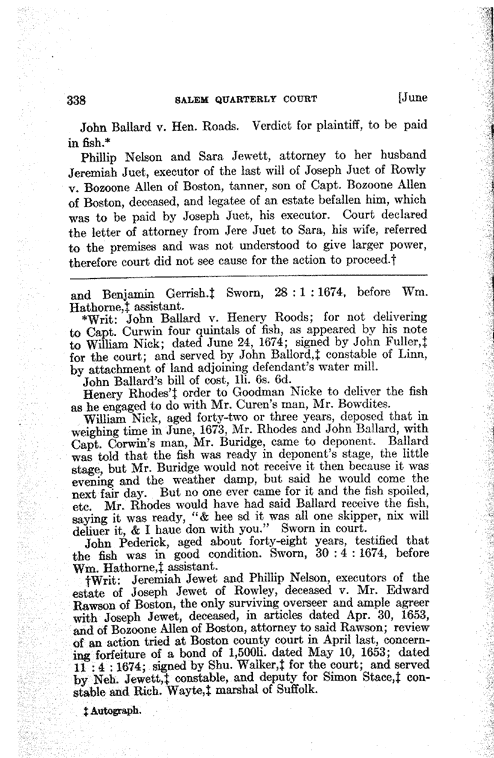 338 SALEM QUARTERLY COURT [June
John Ballard v. Hen. Roads. Verdict for plaintiff, to be paid
in fish.*
Phillip Nelson and Sara Jewett, attorney to her husband
Jeremiah Juet, executor of the last will of Joseph Juct of Rowly
v. Bozoone Allen of Boston, tanner, son of Capt. Bozoone Allen
of Boston, deceased, and legatee of an estate befallen him, which
was to be paid by Joseph Juet, his executor. Court declared
the letter of attorney from Jere Juet to Sara, his wife, referred
to the premises and was not understood to give larger power,
therefore court did not see cause for the action to proceed.†
and Benjamin Gerrish.‡ Sworn, 28 : 1 : 1674, before Wm.
Hathorne,‡ assistant.
*Writ: John Ballard v. Henery Roods; for not delivering
to Capt. Curwin four quintals of fish, as appeared by his note
to William Nick; dated June 24, 1674; signed by John Fuller,‡
for the court; and served by John Ballord,‡ constable of Linn,
by attachment of land adjoining defendant's water mill.
John Ballard's bill of cost, 1li. 6s. 6d.
Henery Rhodes'‡ order to Goodman Nicke to deliver the fish
as he engaged to do with Mr. Curen's man, Mr. Bowdites.
William Nick, aged forty-two or three years, deposed that in
weighing time in June, 1673, Mr. Rhodes and John Ballard, with
Capt. Corwin's man, Mr. Buridge, came to deponent. Ballard
was told that the fish was ready in deponent's stage, the little
stage, but Mr. Buridge would not receive it then because it was
evening and the weather damp, but said he would come the
next fair day. But no one ever came for it and the fish spoiled,
etc. Mr. Rhodes would have had said Ballard receive the fish,
saying it was ready, "& hee sd it was all one skipper, nix will
deliuer it, & I haue don with you." Sworn in court.
John Pederick, aged about forty-eight years, testified that
the fish was in good condition. Sworn, 30 : 4 : 1674, before
Wm. Hathorne,‡ assistant.
†Writ: Jeremiah Jewet and Phillip Nelson, executors of the
estate of Joseph Jewet of Rowley, deceased v. Mr. Edward
Rawson of Boston, the only surviving overseer and ample agreer
with Joseph Jewet, deceased, in articles dated Apr. 30, 1653,
and of Bozoone Allen of Boston, attorney to said Rawson; review
of an action tried at Boston county court in April last, concern-
ing forfeiture of a bond of 1,500li. dated May 10, 1653; dated
11 : 4 : 1674; signed by Shu. Walker,‡ for the court; and served
by Neh. Jewett,‡ constable, and deputy for Simon Stace,‡ con-
stable and Rich. Wayte,‡ marshal of Suffolk.
‡ Autograph.